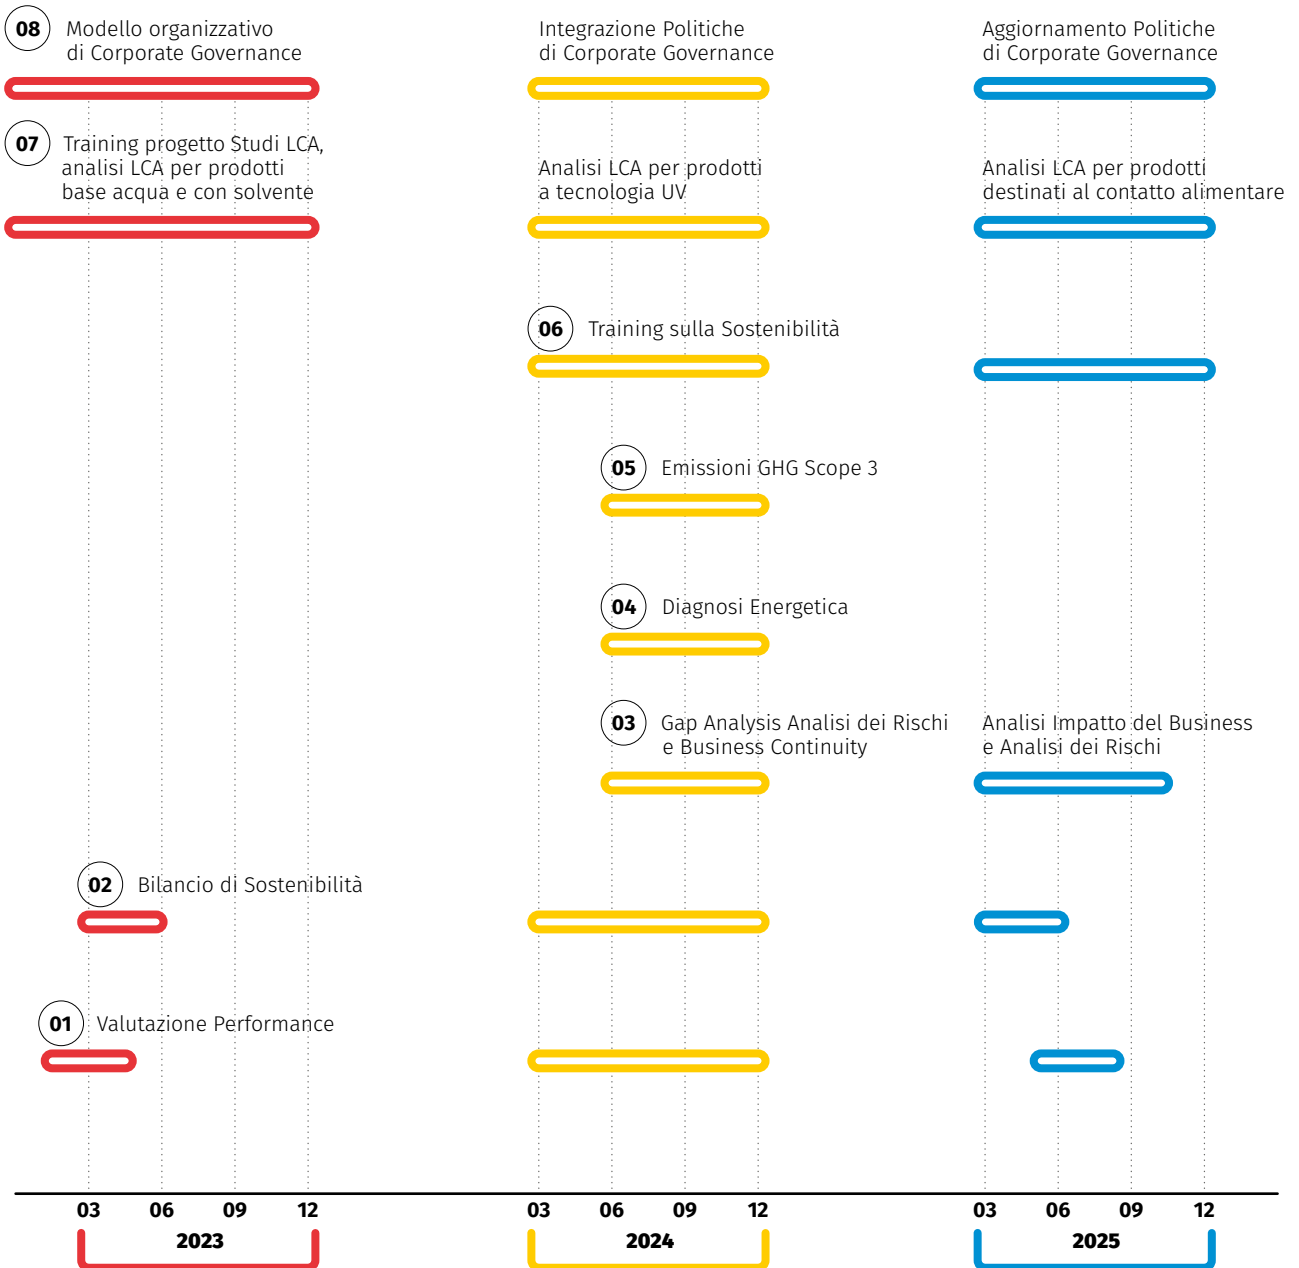 08
Modello organizzativo
di Corporate Governance
Integrazione Politiche
di Corporate Governance
Aggiornamento Politiche
di Corporate Governance
07
Training progetto Studi LCA,
analisi LCA per prodotti
base acqua e con solvente
Analisi LCA per prodotti
a tecnologia UV
Analisi LCA per prodotti
destinati al contatto alimentare
06
Training sulla Sostenibilità
05
Emissioni GHG Scope 3
04
Diagnosi Energetica
03
Gap Analysis Analisi dei Rischi
e Business Continuity
Analisi Impatto del Business
e Analisi dei Rischi
02
Bilancio di Sostenibilità
01
Valutazione Performance
03 06 09 12
2023
03 06 09 12
2024
03 06 09 12
2025